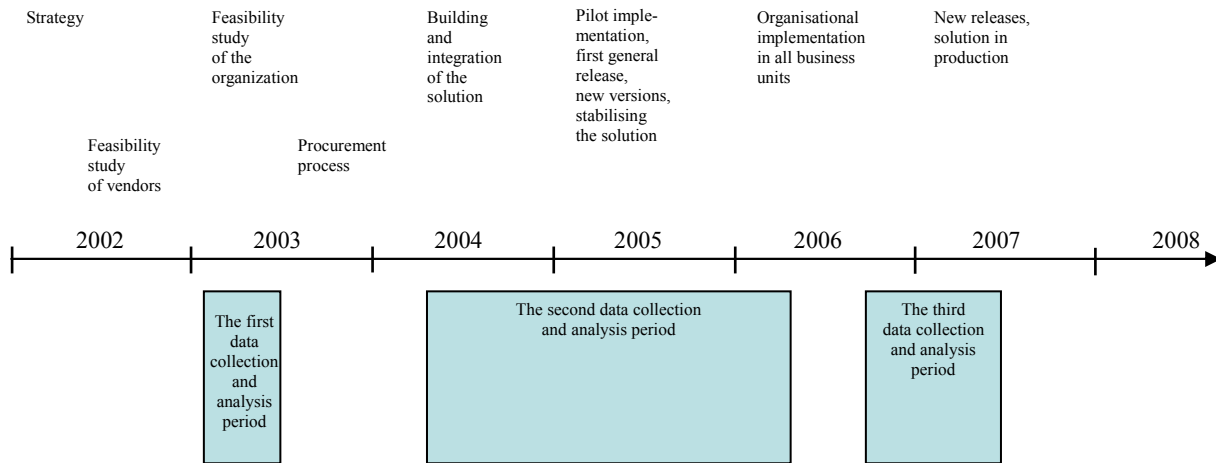 Strategy
Feasibility
study
of the
organization
Building
and
integration
of the
solution
Pilot imple-
mentation,
first general
release,
new versions,
stabilising
the solution
Organisational
implementation
in all business
units
New releases,
solution in
production
Feasibility
study
of vendors
Procurement
process
2002 2003 2004 2005 2006 2007 2008
The first
data
collection
and
analysis
period
The second data collection
and analysis period
The third
data collection
and analysis
period